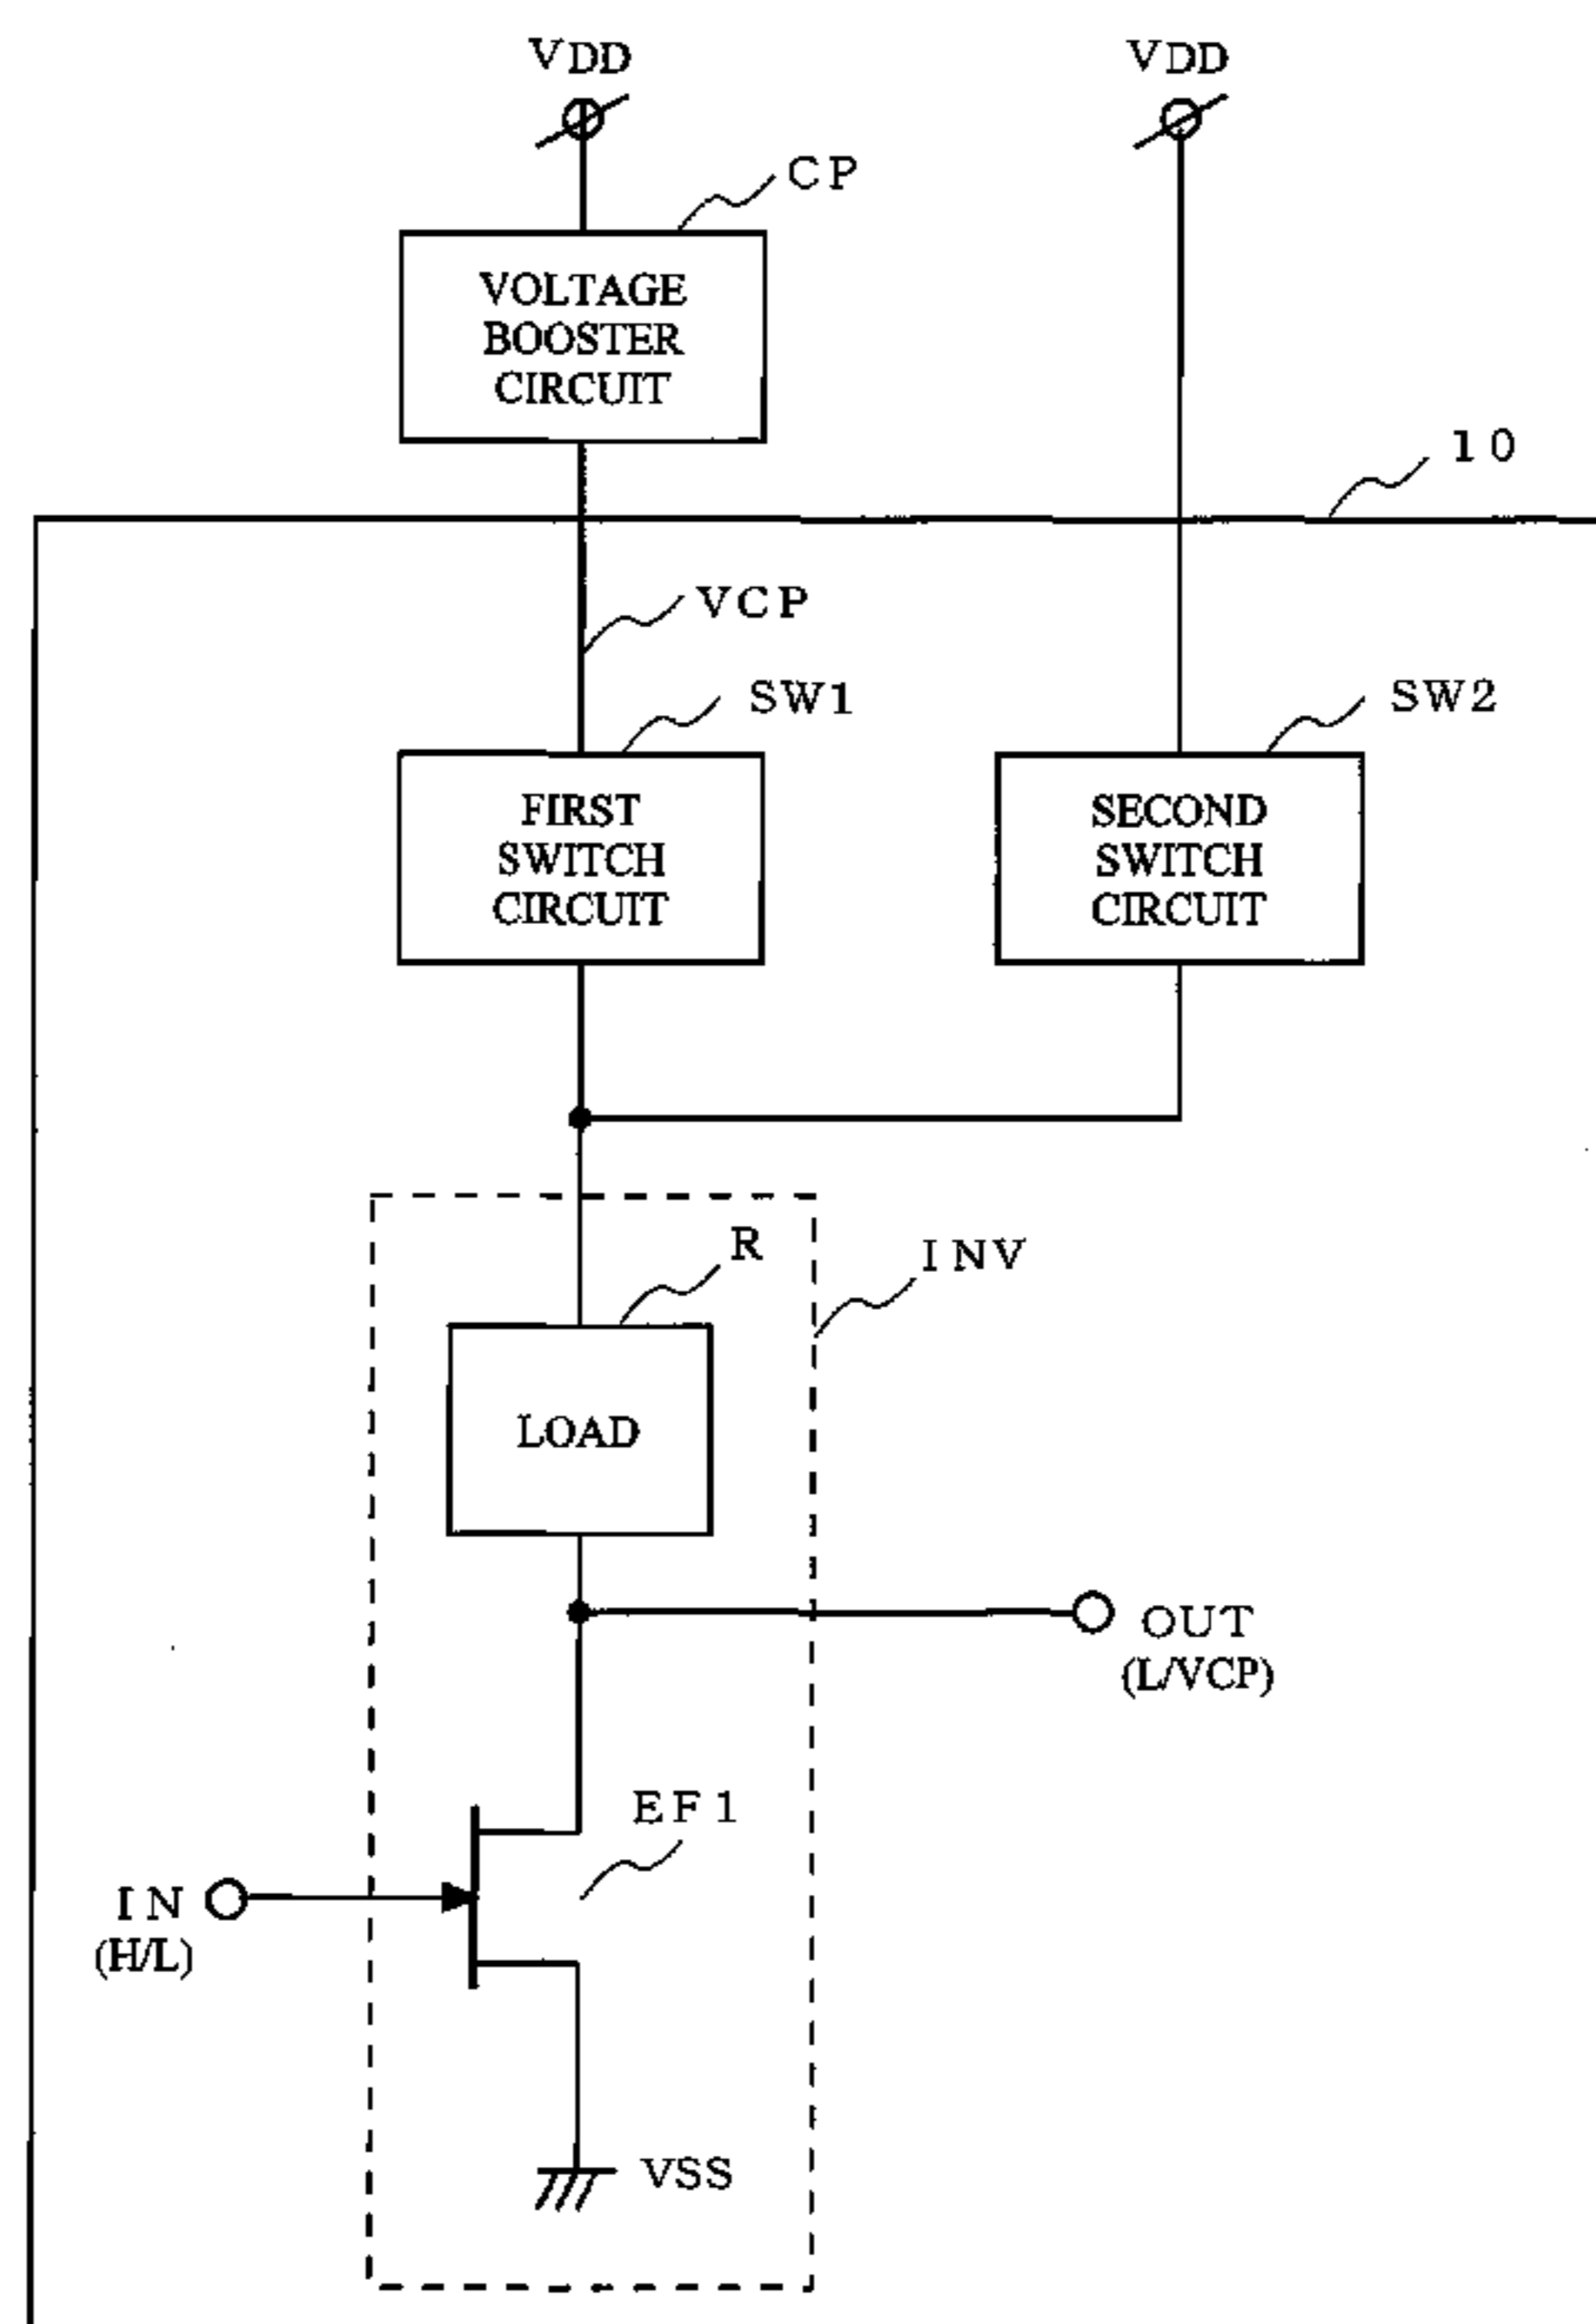 VDD
VDD
CP
VOLTAGE
BOOSTER
CIRCUIT
10
VCP
SW1
SW2
FIRST
SWITCH
CIRCUIT
SECOND
SWITCH
CIRCUIT
R
INV
LOAD
OUT
(L/VCP)
EF1
IN
(H/L)
VSS